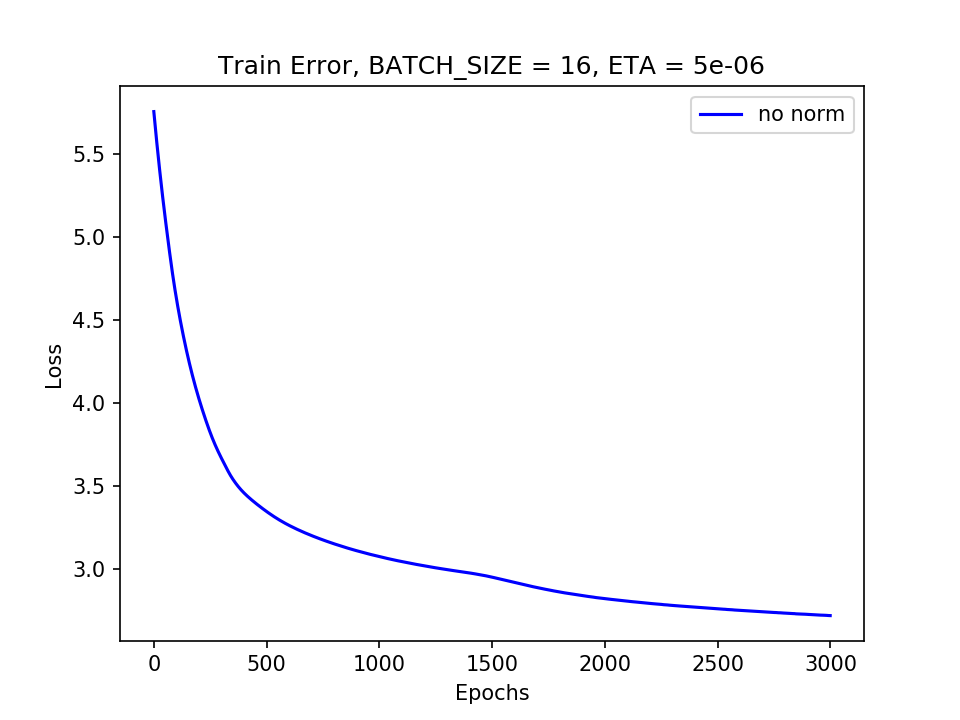 Train Error, BATCH_SIZE = 16, ETA = 5e-06
no norm
5.5
5.0
4.5
4.0
3.5
3.0
Loss
0 500 1000 1500 2000 2500 3000
Epochs